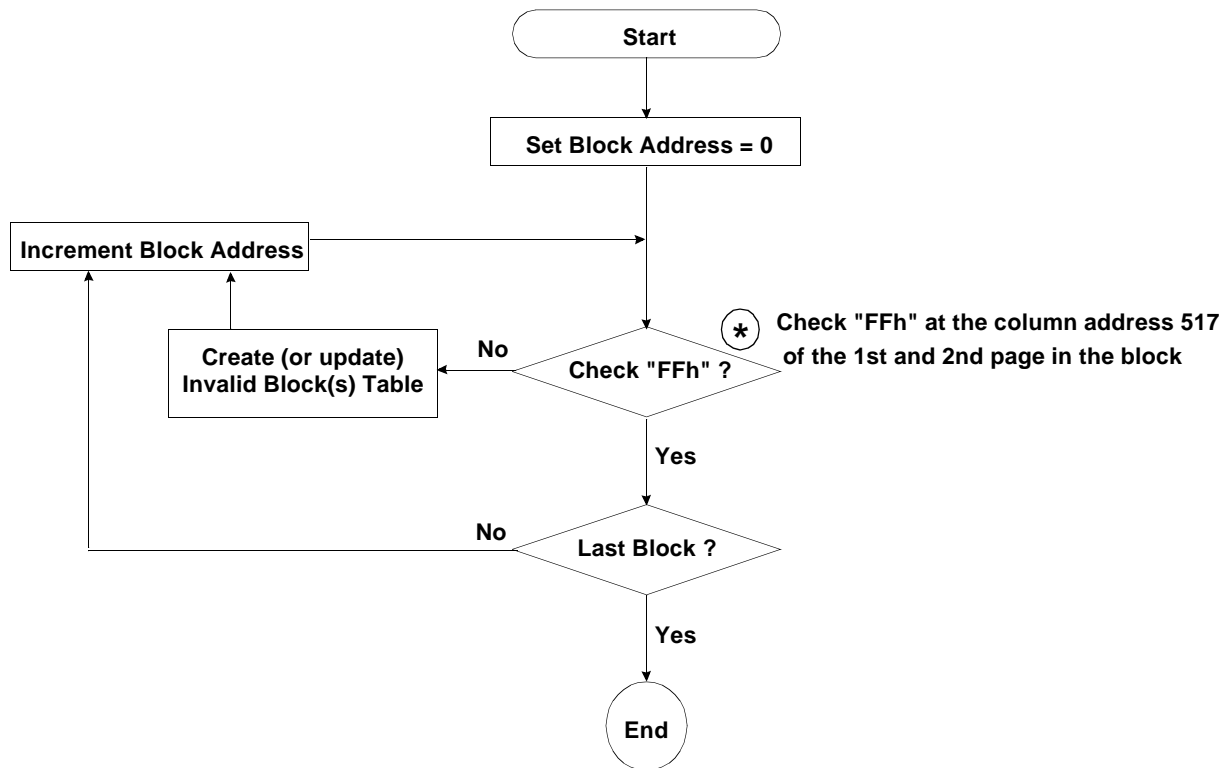 Start
Set Block Address = 0
Increment Block Address
* Check "FFh" at the column address 517
of the 1st and 2nd page in the block
Create (or update)
Invalid Block(s) Table
No
Check "FFh" ?
Yes
No
Last Block ?
Yes
End